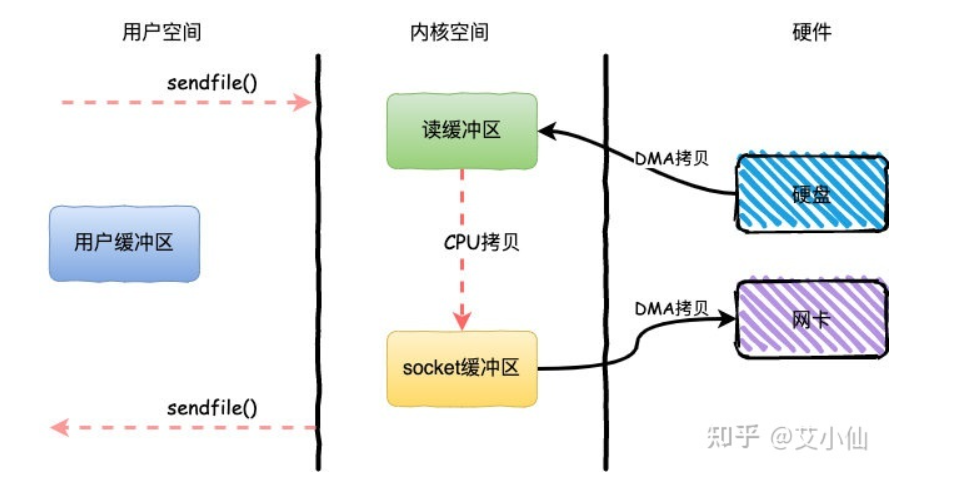 用户空间
内核空间
硬件
sendfile()
读缓冲区
DMA拷贝
硬盘
用户缓冲区
CPU拷贝
DMA拷贝
网卡
socket缓冲区
sendfile()
知乎 @艾小仙